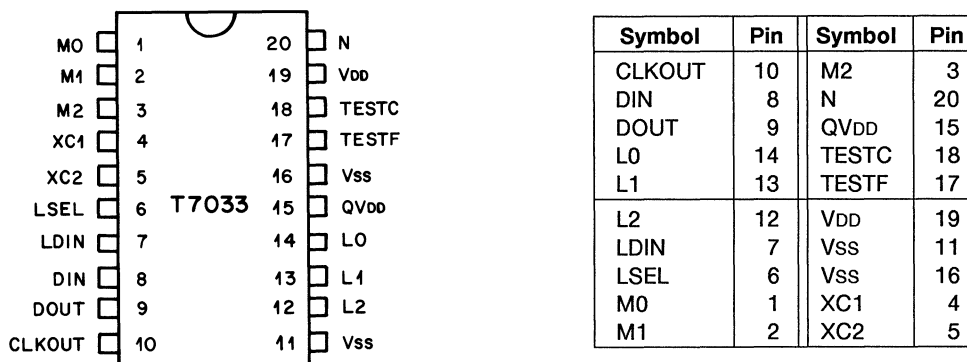 M0 1 20 N
M1 2 19 VDD
M2 3 18 TESTC
XC1 4 17 TESTF
XC2 5 16 Vss
LSEL 6 T7033 15 QVDD
LDIN 7 14 L0
DIN 8 13 L1
DOUT 9 12 L2
CLKOUT 10 11 Vss
Symbol Pin Symbol Pin
CLKOUT 10 M2 3
DIN 8 N 20
DOUT 9 QVDD 15
L0 14 TESTC 18
L1 13 TESTF 17
L2 12 VDD 19
LDIN 7 Vss 11
LSEL 6 Vss 16
M0 1 XC1 4
M1 2 XC2 5